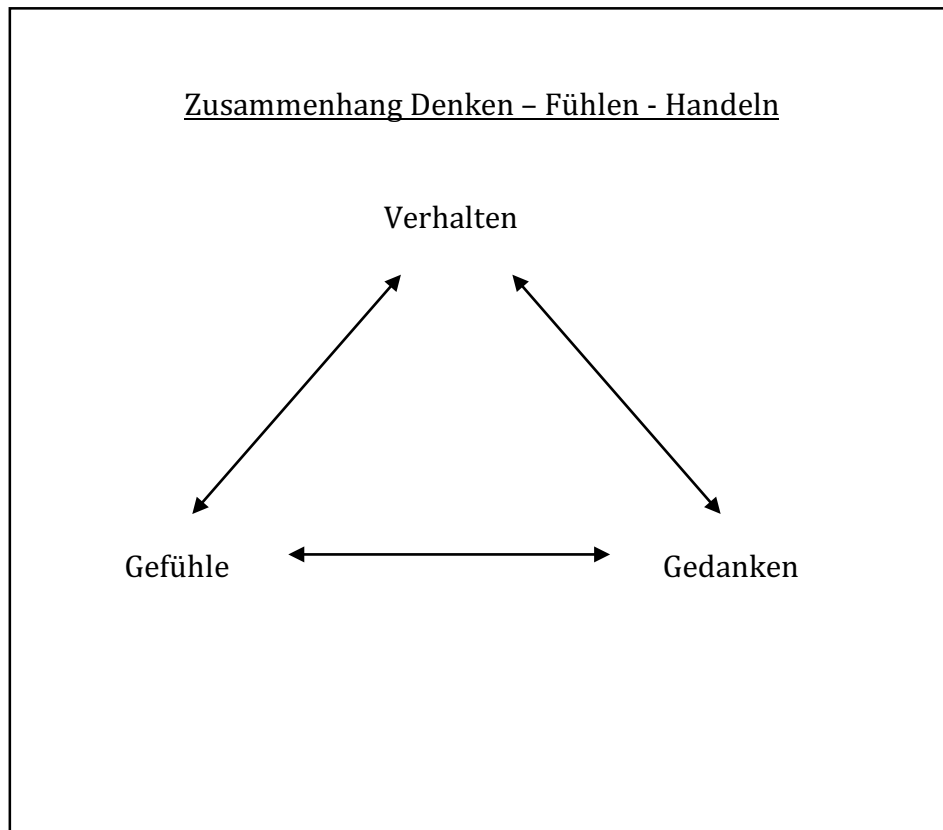 Zusammenhang Denken – Fühlen - Handeln
Verhalten
Gefühle Gedanken